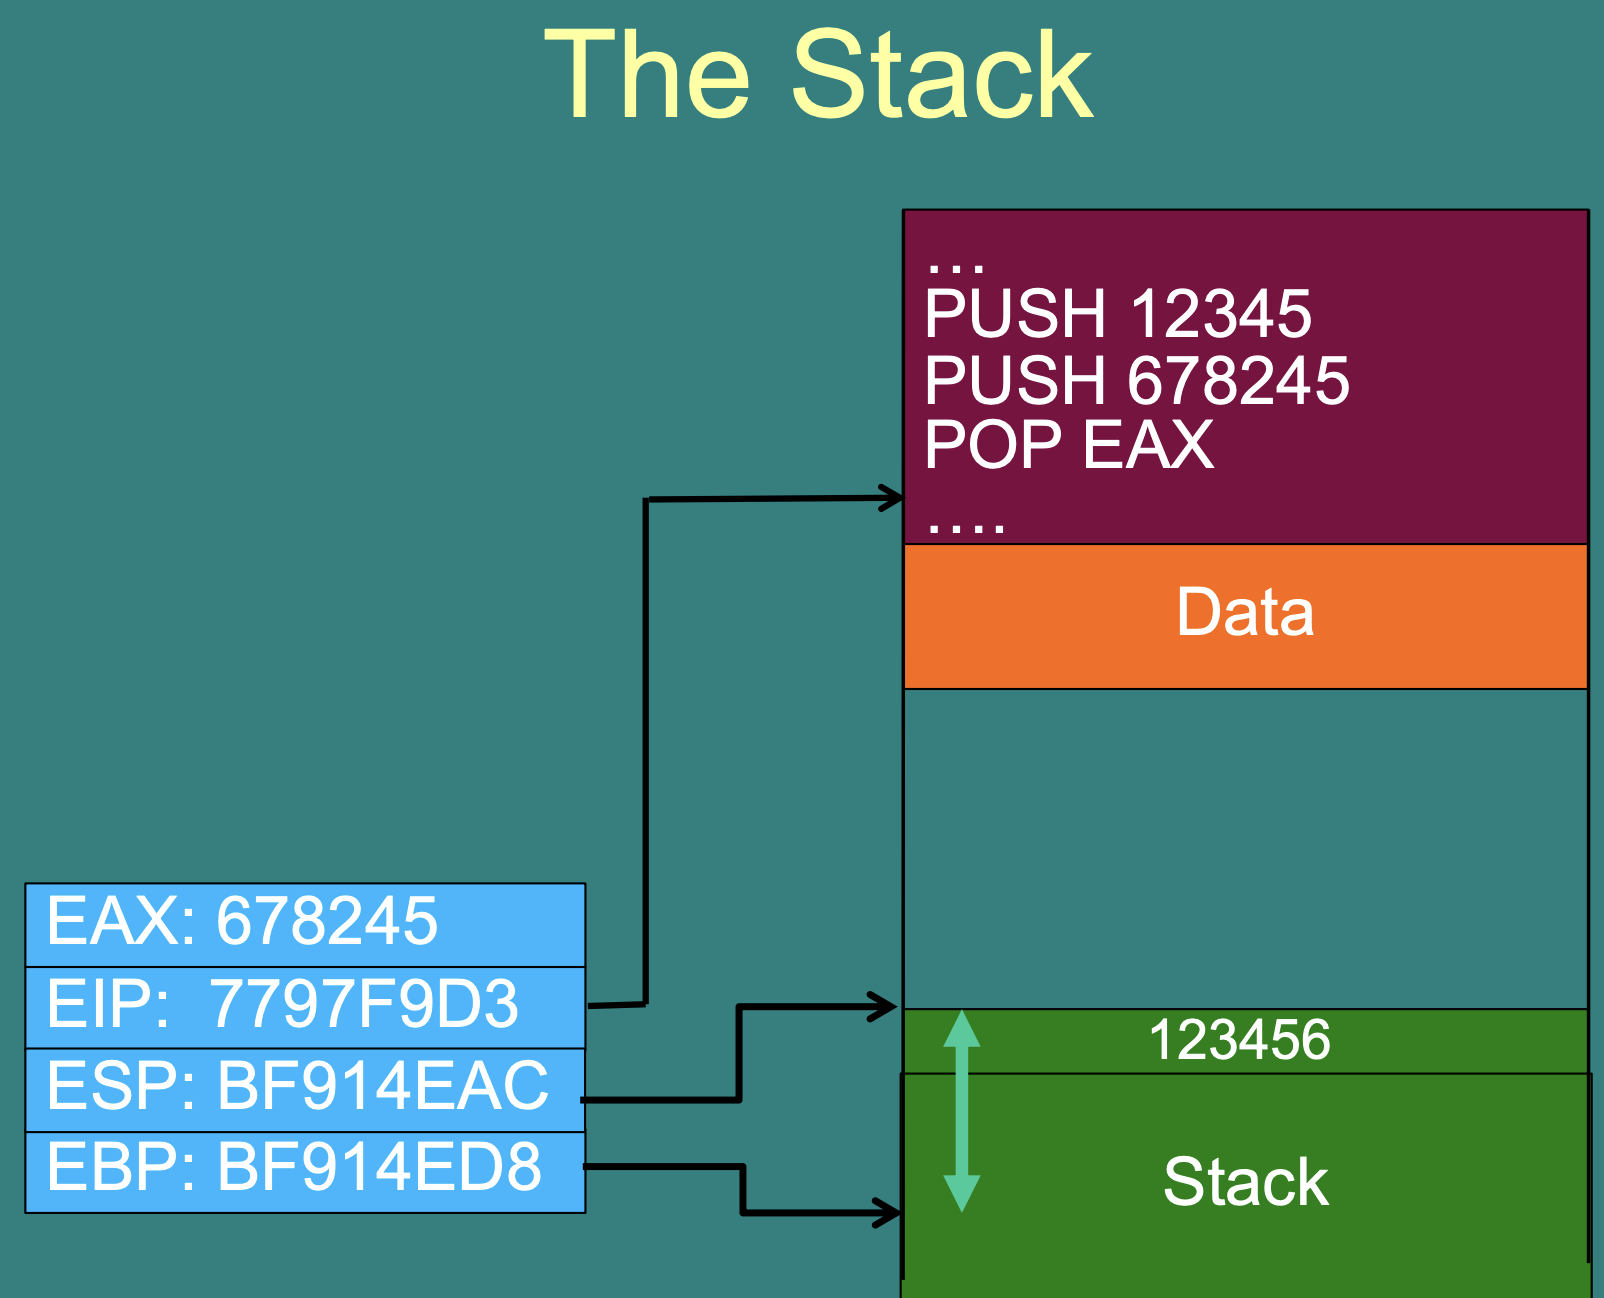 The Stack
...
PUSH 12345
PUSH 678245
POP EAX
....
Data
EAX: 678245
EIP: 7797F9D3
ESP: BF914EAC
EBP: BF914ED8
123456
Stack